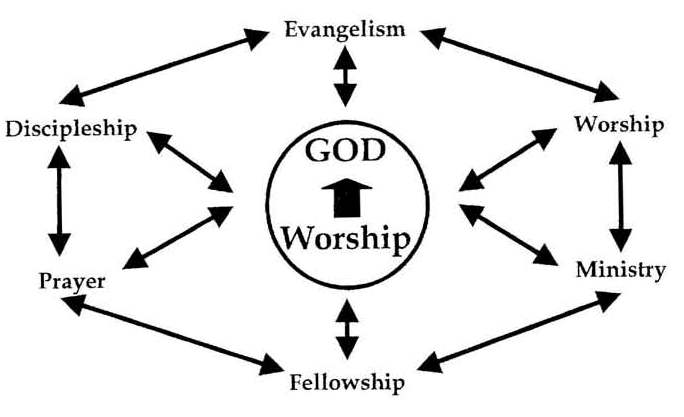 Evangelism
Discipleship
Worship
GOD
Worship
Prayer
Ministry
Fellowship